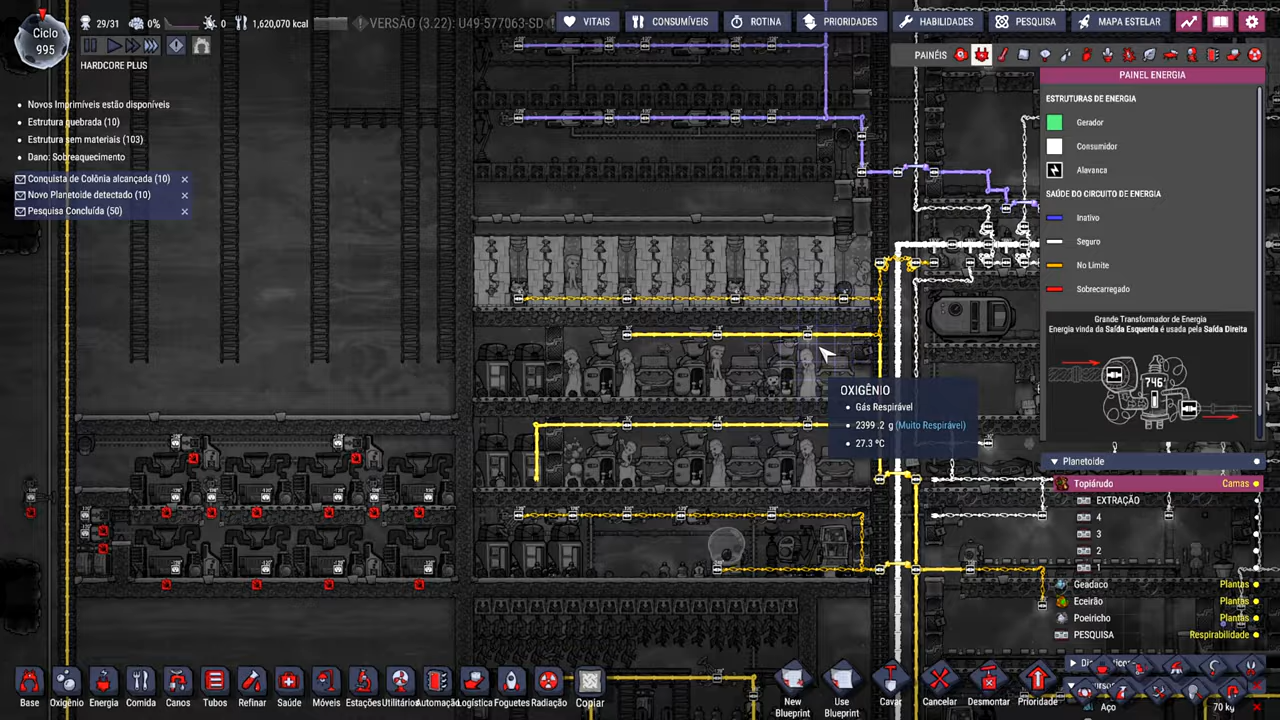 29/31
0%
0
1,620,070 kcal
VERSÃO (3.22): U49-577063-SD
VITAIS
CONSUMÍVEIS
ROTINA
PRIORIDADES
HABILIDADES
PESQUISA
MAPA ESTELAR
Ciclo
995
HARDCORE PLUS
PAINÉIS
PAINEL ENERGIA
Novos Imprimíveis estão disponíveis
Estrutura quebrada (10)
Estrutura sem materiais (103)
Dano: Sobreaquecimento
Conquista de Colônia alcançada (10)
Novo Planetoide detectado (10)
Pesquisa Concluída (50)
ESTRUTURAS DE ENERGIA
Gerador
Consumidor
Alavanca
SAÚDE DO CIRCUITO DE ENERGIA
Inativo
Seguro
No Limite
Sobrecarregado
Grande Transformador de Energia
Energia vinda da Saída Esquerda é usada pela Saída Direita
746
OXIGÊNIO
Gás Respirável
2399 .2 g (Muito Respirável)
27.3 ºC
Planetoide
Topiárudo Camas
EXTRAÇÃO
4
3
2
1
Geadaco Plantas
Eceirão Plantas
Poeiricho Plantas
PESQUISA Respirabilidade
Aço 70 kg
Base
Oxigênio
Energia
Comida
Cano
Tubos
Refinar
Saúde
Móveis
Utilitários
Automação
Logística
Foguetes
Radiação
Copiar
New Blueprint
Use Blueprint
Cavar
Cancelar
Desmontar
Prioridade